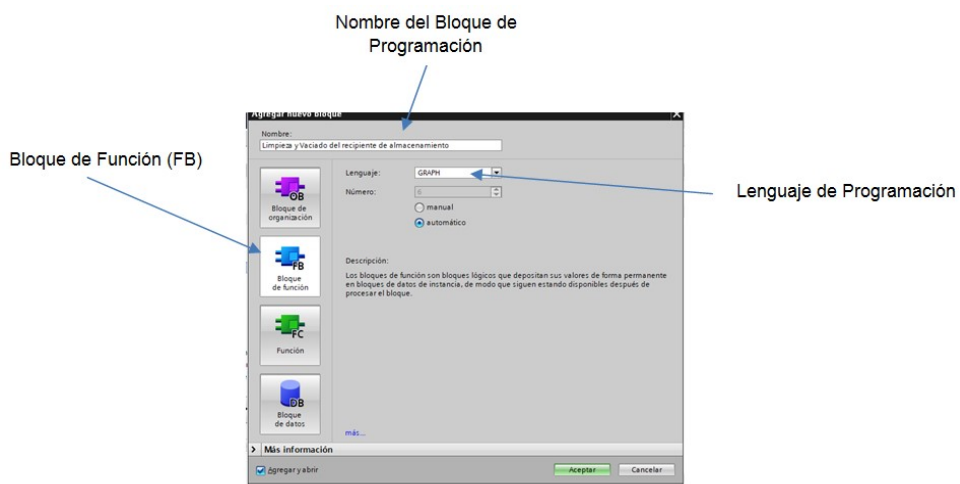 Nombre del Bloque de
Programación
Bloque de Función (FB)
Lenguaje de Programación
Agregar nuevo bloque
Nombre:
Limpieza y Vaciado del recipiente de almacenamiento
Lenguaje:
GRAPH
Número:
6
manual
automático
OB
Bloque de
organización
FB
Bloque
de función
FC
Función
DB
Bloque
de datos
Descripción:
Los bloques de función son bloques lógicos que depositan sus valores de forma permanente
en bloques de datos de instancia, de modo que siguen estando disponibles después de
procesar el bloque.
más...
> Más información
Agregar y abrir
Aceptar
Cancelar